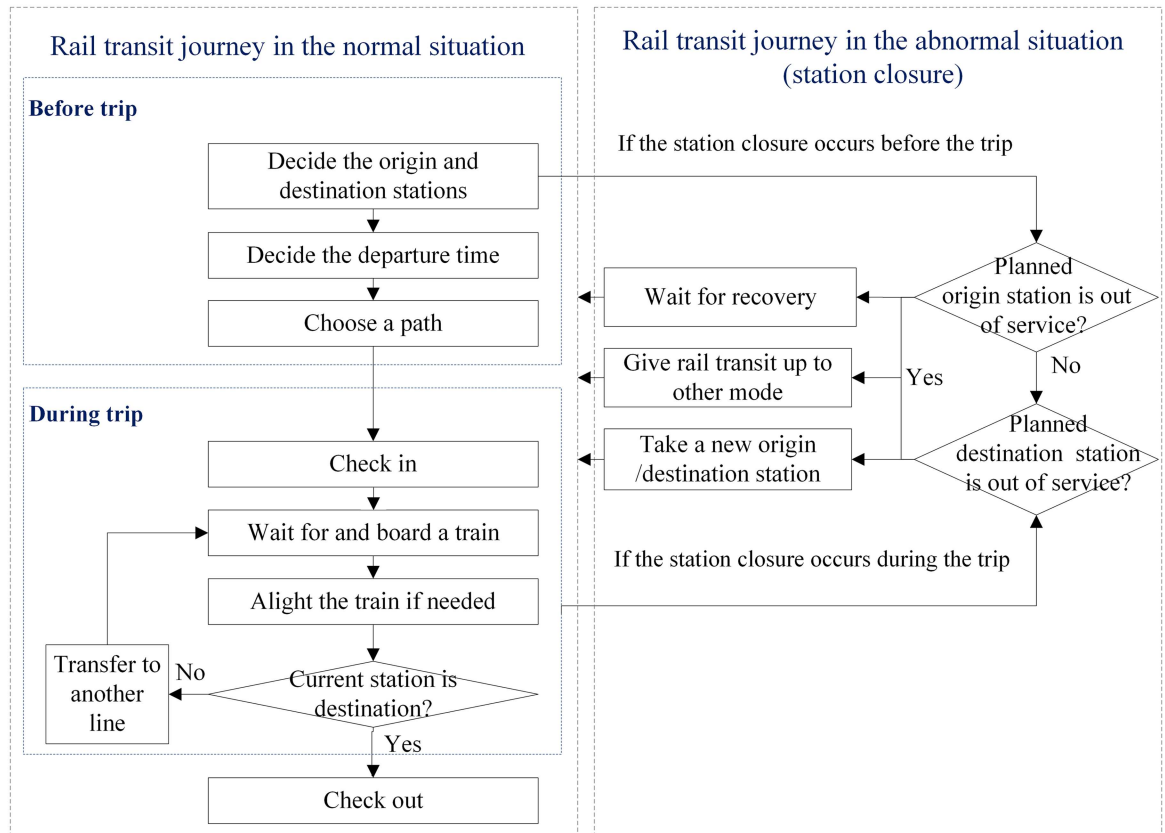 Rail transit journey in the normal situation
Before trip
Decide the origin and
destination stations
Decide the departure time
Choose a path
During trip
Check in
Wait for and board a train
Alight the train if needed
Current station is
destination?
No
Transfer to
another
line
Yes
Check out
Rail transit journey in the abnormal situation
(station closure)
If the station closure occurs before the trip
Planned
origin station is out
of service?
Wait for recovery
Give rail transit up to
other mode
Yes
No
Take a new origin
/destination station
Planned
destination station
is out of service?
If the station closure occurs during the trip